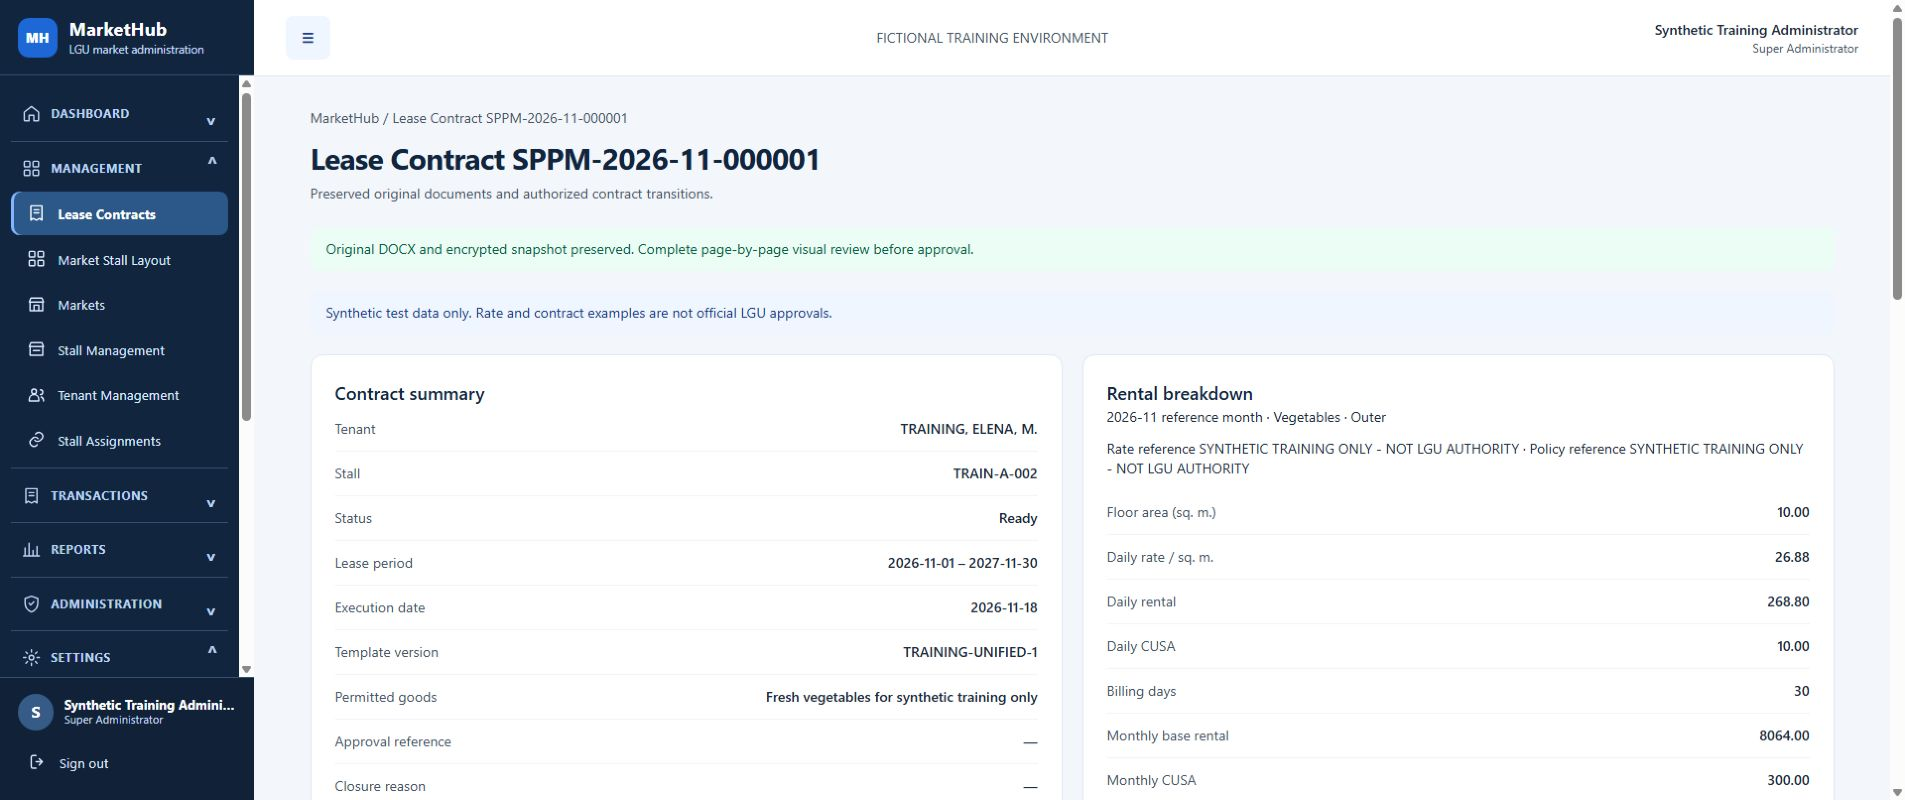 MH
MarketHub
LGU market administration
DASHBOARD
MANAGEMENT
Lease Contracts
Market Stall Layout
Markets
Stall Management
Tenant Management
Stall Assignments
TRANSACTIONS
REPORTS
ADMINISTRATION
SETTINGS
S
Synthetic Training Admini...
Super Administrator
Sign out
FICTIONAL TRAINING ENVIRONMENT
Synthetic Training Administrator
Super Administrator
MarketHub / Lease Contract SPPM-2026-11-000001
Lease Contract SPPM-2026-11-000001
Preserved original documents and authorized contract transitions.
Original DOCX and encrypted snapshot preserved. Complete page-by-page visual review before approval.
Synthetic test data only. Rate and contract examples are not official LGU approvals.
Contract summary
Tenant TRAINING, ELENA, M.
Stall TRAIN-A-002
Status Ready
Lease period 2026-11-01 – 2027-11-30
Execution date 2026-11-18
Template version TRAINING-UNIFIED-1
Permitted goods Fresh vegetables for synthetic training only
Approval reference —
Closure reason —
Rental breakdown
2026-11 reference month · Vegetables · Outer
Rate reference SYNTHETIC TRAINING ONLY - NOT LGU AUTHORITY · Policy reference SYNTHETIC TRAINING ONLY
- NOT LGU AUTHORITY
Floor area (sq. m.) 10.00
Daily rate / sq. m. 26.88
Daily rental 268.80
Daily CUSA 10.00
Billing days 30
Monthly base rental 8064.00
Monthly CUSA 300.00